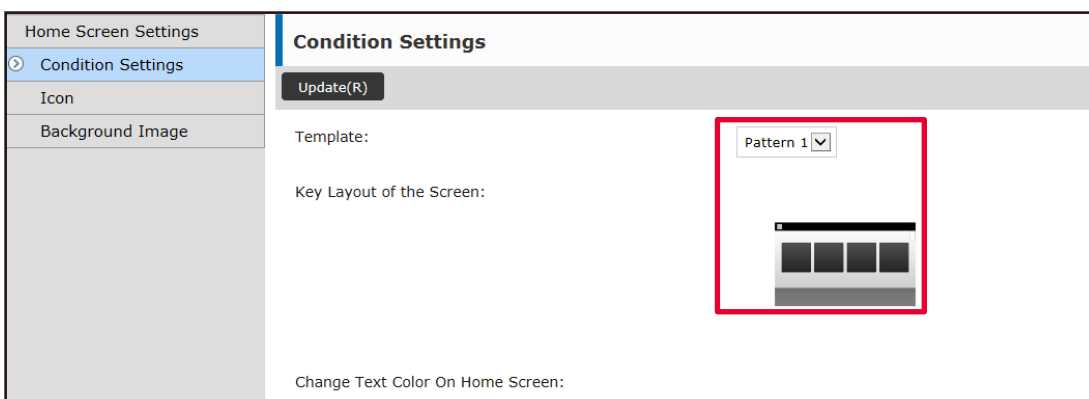 Home Screen Settings
Condition Settings
Icon
Background Image
Condition Settings
Update(R)
Template:
Pattern 1
Key Layout of the Screen:
Change Text Color On Home Screen: